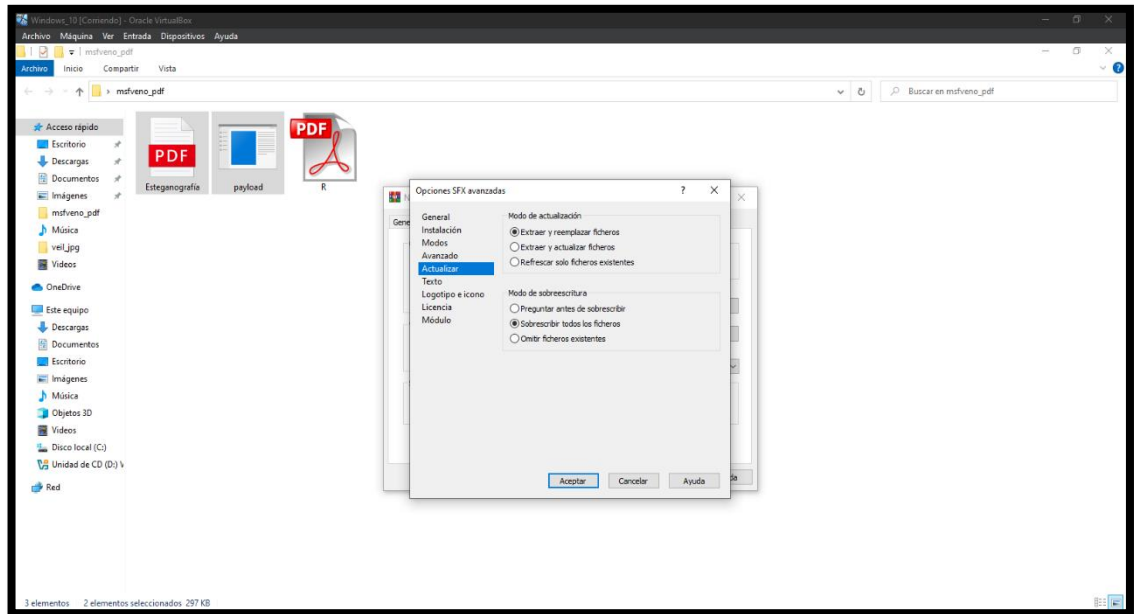 Windows_10 [Corriendo] - Oracle VirtualBox
Archivo Máquina Ver Entrada Dispositivos Ayuda
msfveno_pdf
Archivo Inicio Compartir Vista
msfveno_pdf
Buscar en msfveno_pdf
Acceso rápido
Escritorio
Descargas
Documentos
Imágenes
msfveno_pdf
Música
veil_jpg
Videos
OneDrive
Este equipo
Descargas
Documentos
Escritorio
Imágenes
Música
Objetos 3D
Videos
Disco local (C:)
Unidad de CD (D:) V
Red
PDF
PDF
Esteganografía payload R
N
Gene
Opciones SFX avanzadas ?
General
Instalación
Modos
Avanzado
Actualizar
Texto
Logotipo e icono
Licencia
Módulo
Modo de actualización
Extraer y reemplazar ficheros
Extraer y actualizar ficheros
Refrescar solo ficheros existentes
Modo de sobreescritura
Preguntar antes de sobrescribir
Sobrescribir todos los ficheros
Omitir ficheros existentes
Aceptar Cancelar Ayuda
da
3 elementos 2 elementos seleccionados 297 KB